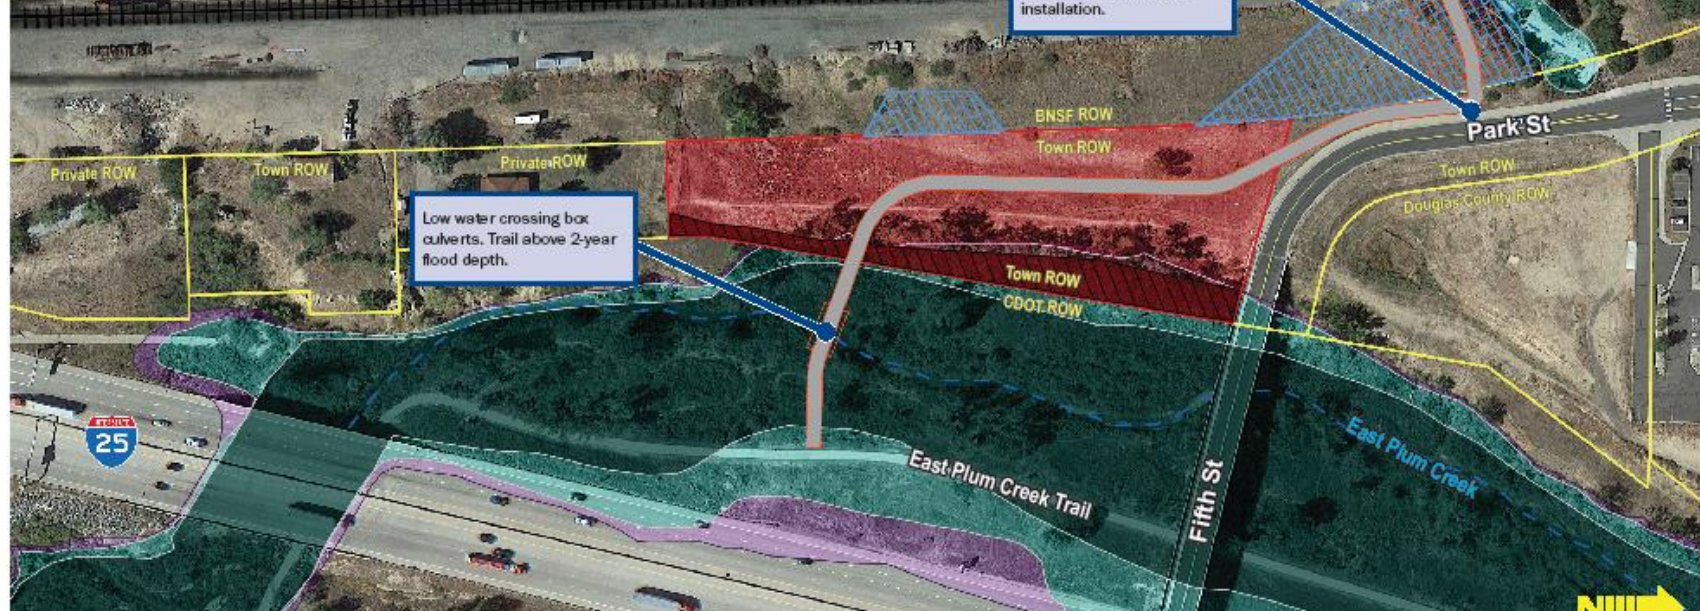 installation.
BNSF ROW
Town ROW
Park St
Private ROW
Town ROW
Private ROW
Town ROW
Douglas County ROW
Low water crossing box
culverts. Trail above 2-year
flood depth.
Town ROW
CDOT ROW
25
East Plum Creek
East Plum Creek Trail
Fifth St